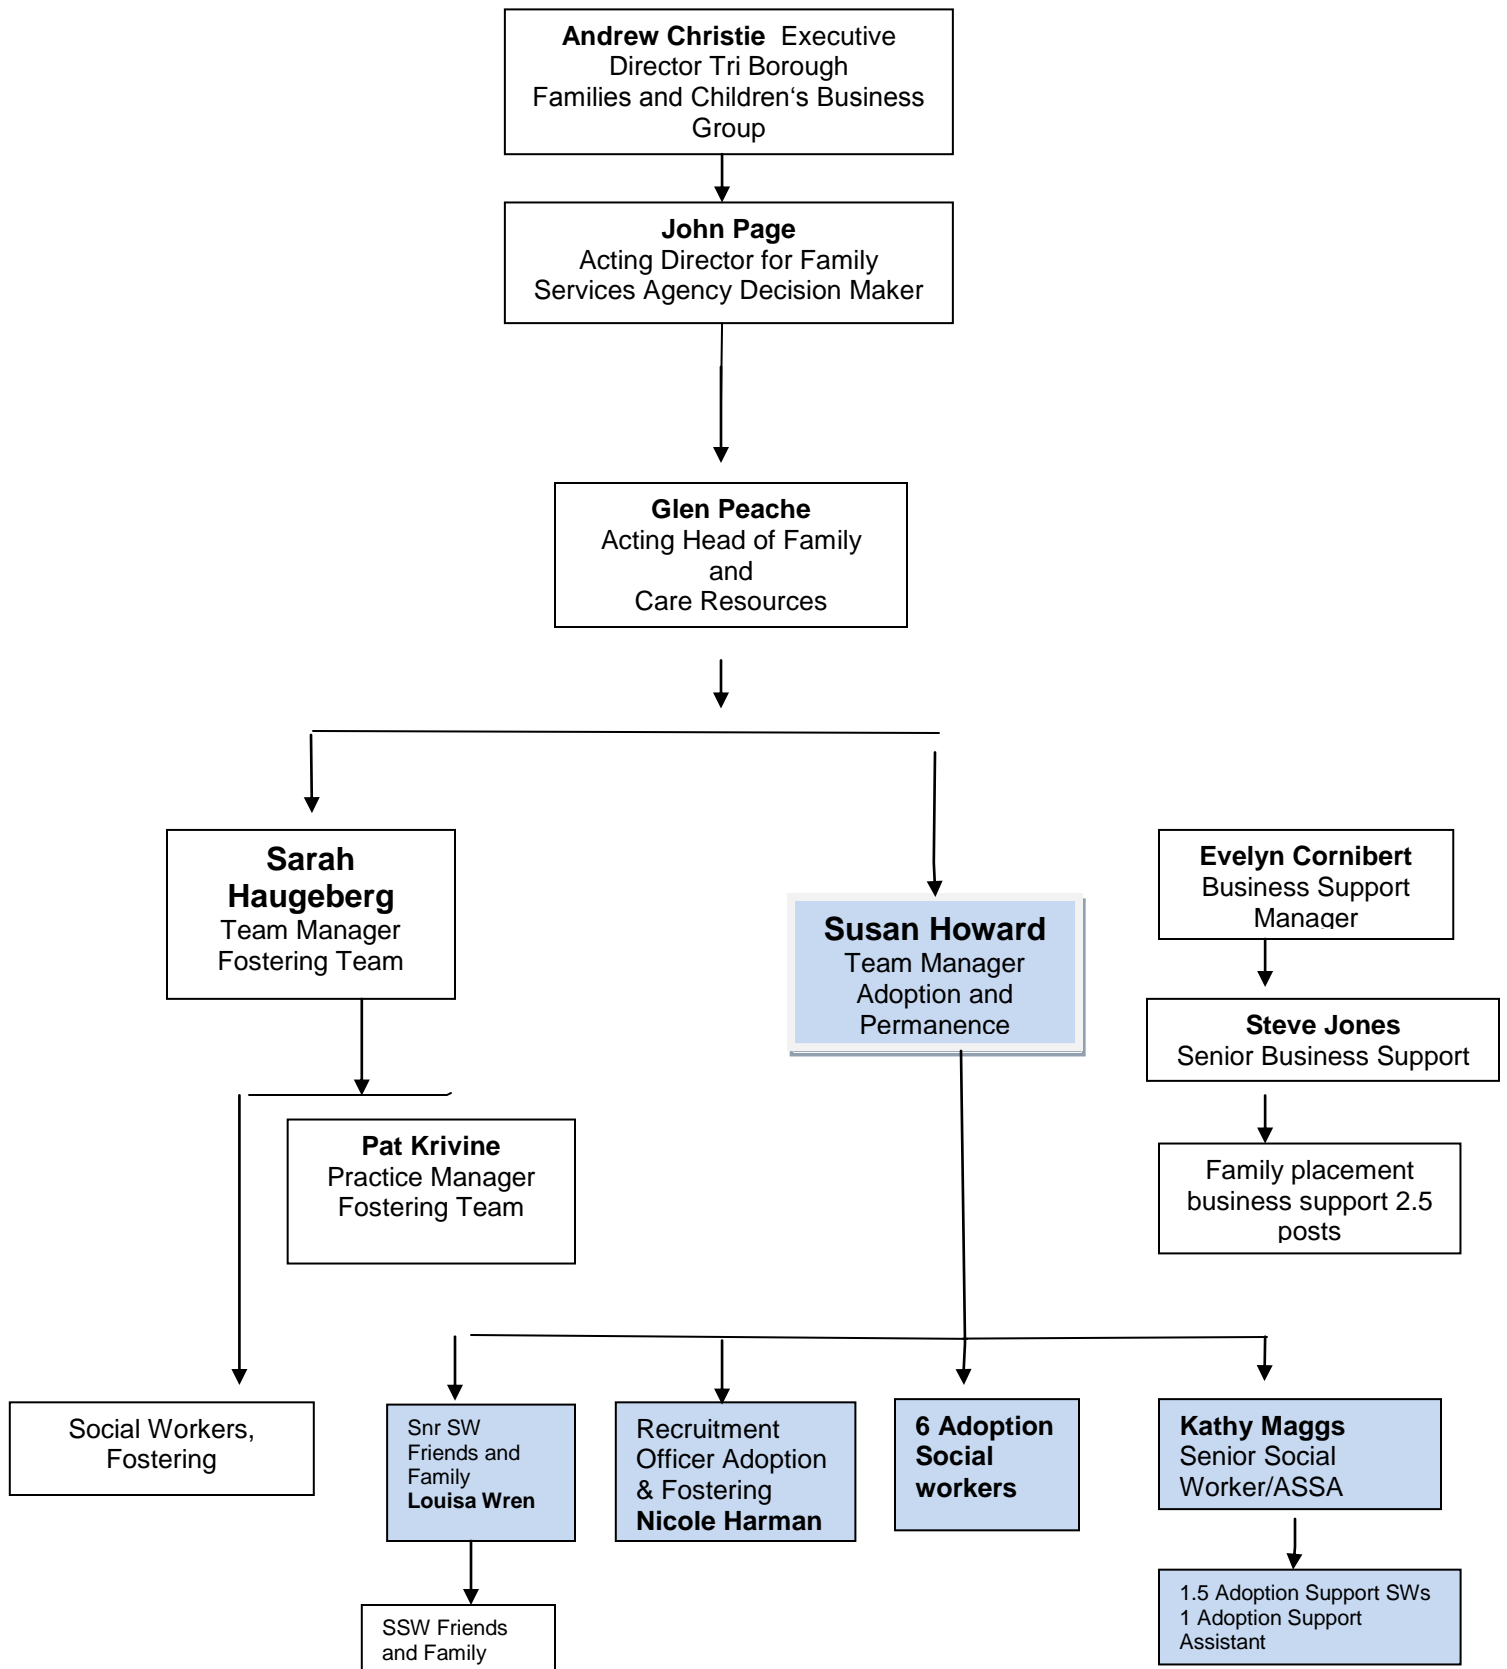 Andrew Christie Executive
Director Tri Borough
Families and Children‘s Business
Group
John Page
Acting Director for Family
Services Agency Decision Maker
Glen Peache
Acting Head of Family
and
Care Resources
Sarah
Haugeberg
Team Manager
Fostering Team
Susan Howard
Team Manager
Adoption and
Permanence
Evelyn Cornibert
Business Support
Manager
Steve Jones
Senior Business Support
Pat Krivine
Practice Manager
Fostering Team
Family placement
business support 2.5
posts
Social Workers,
Fostering
Snr SW
Friends and
Family
Louisa Wren
Recruitment
Officer Adoption
& Fostering
Nicole Harman
6 Adoption
Social
workers
Kathy Maggs
Senior Social
Worker/ASSA
SSW Friends
and Family
1.5 Adoption Support SWs
1 Adoption Support
Assistant